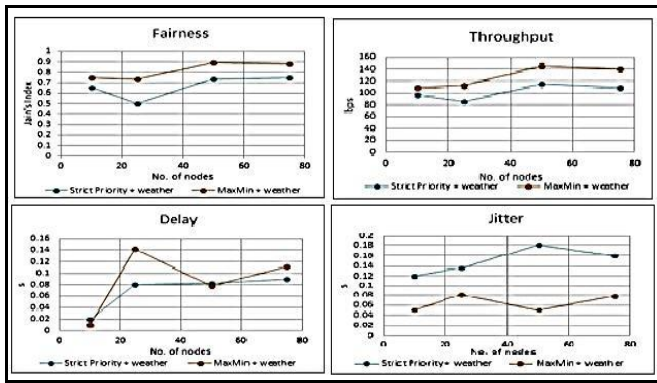 Fairness
Jain's Index
1
0.9
0.8
0.7
0.6
0.5
0.4
0.3
0.2
0.1
0
0 20 40 60 80
No. of nodes
Strict Priority + weather MaxMin + weather
Throughput
160
140
120
100
80
60
40
20
0
0 20 40 60 80
No. of nodes
Strict Priority + weather MaxMin + weather
Delay
s
0.16
0.14
0.12
0.1
0.08
0.06
0.04
0.02
0
0 20 40 60 80
No. of nodes
Strict Priority + weather MaxMin + weather
Jitter
s
0.2
0.18
0.16
0.14
0.12
0.1
0.08
0.06
0.04
0.02
0
0 20 40 60 80
No. of nodes
Strict Priority + weather MaxMin + weather